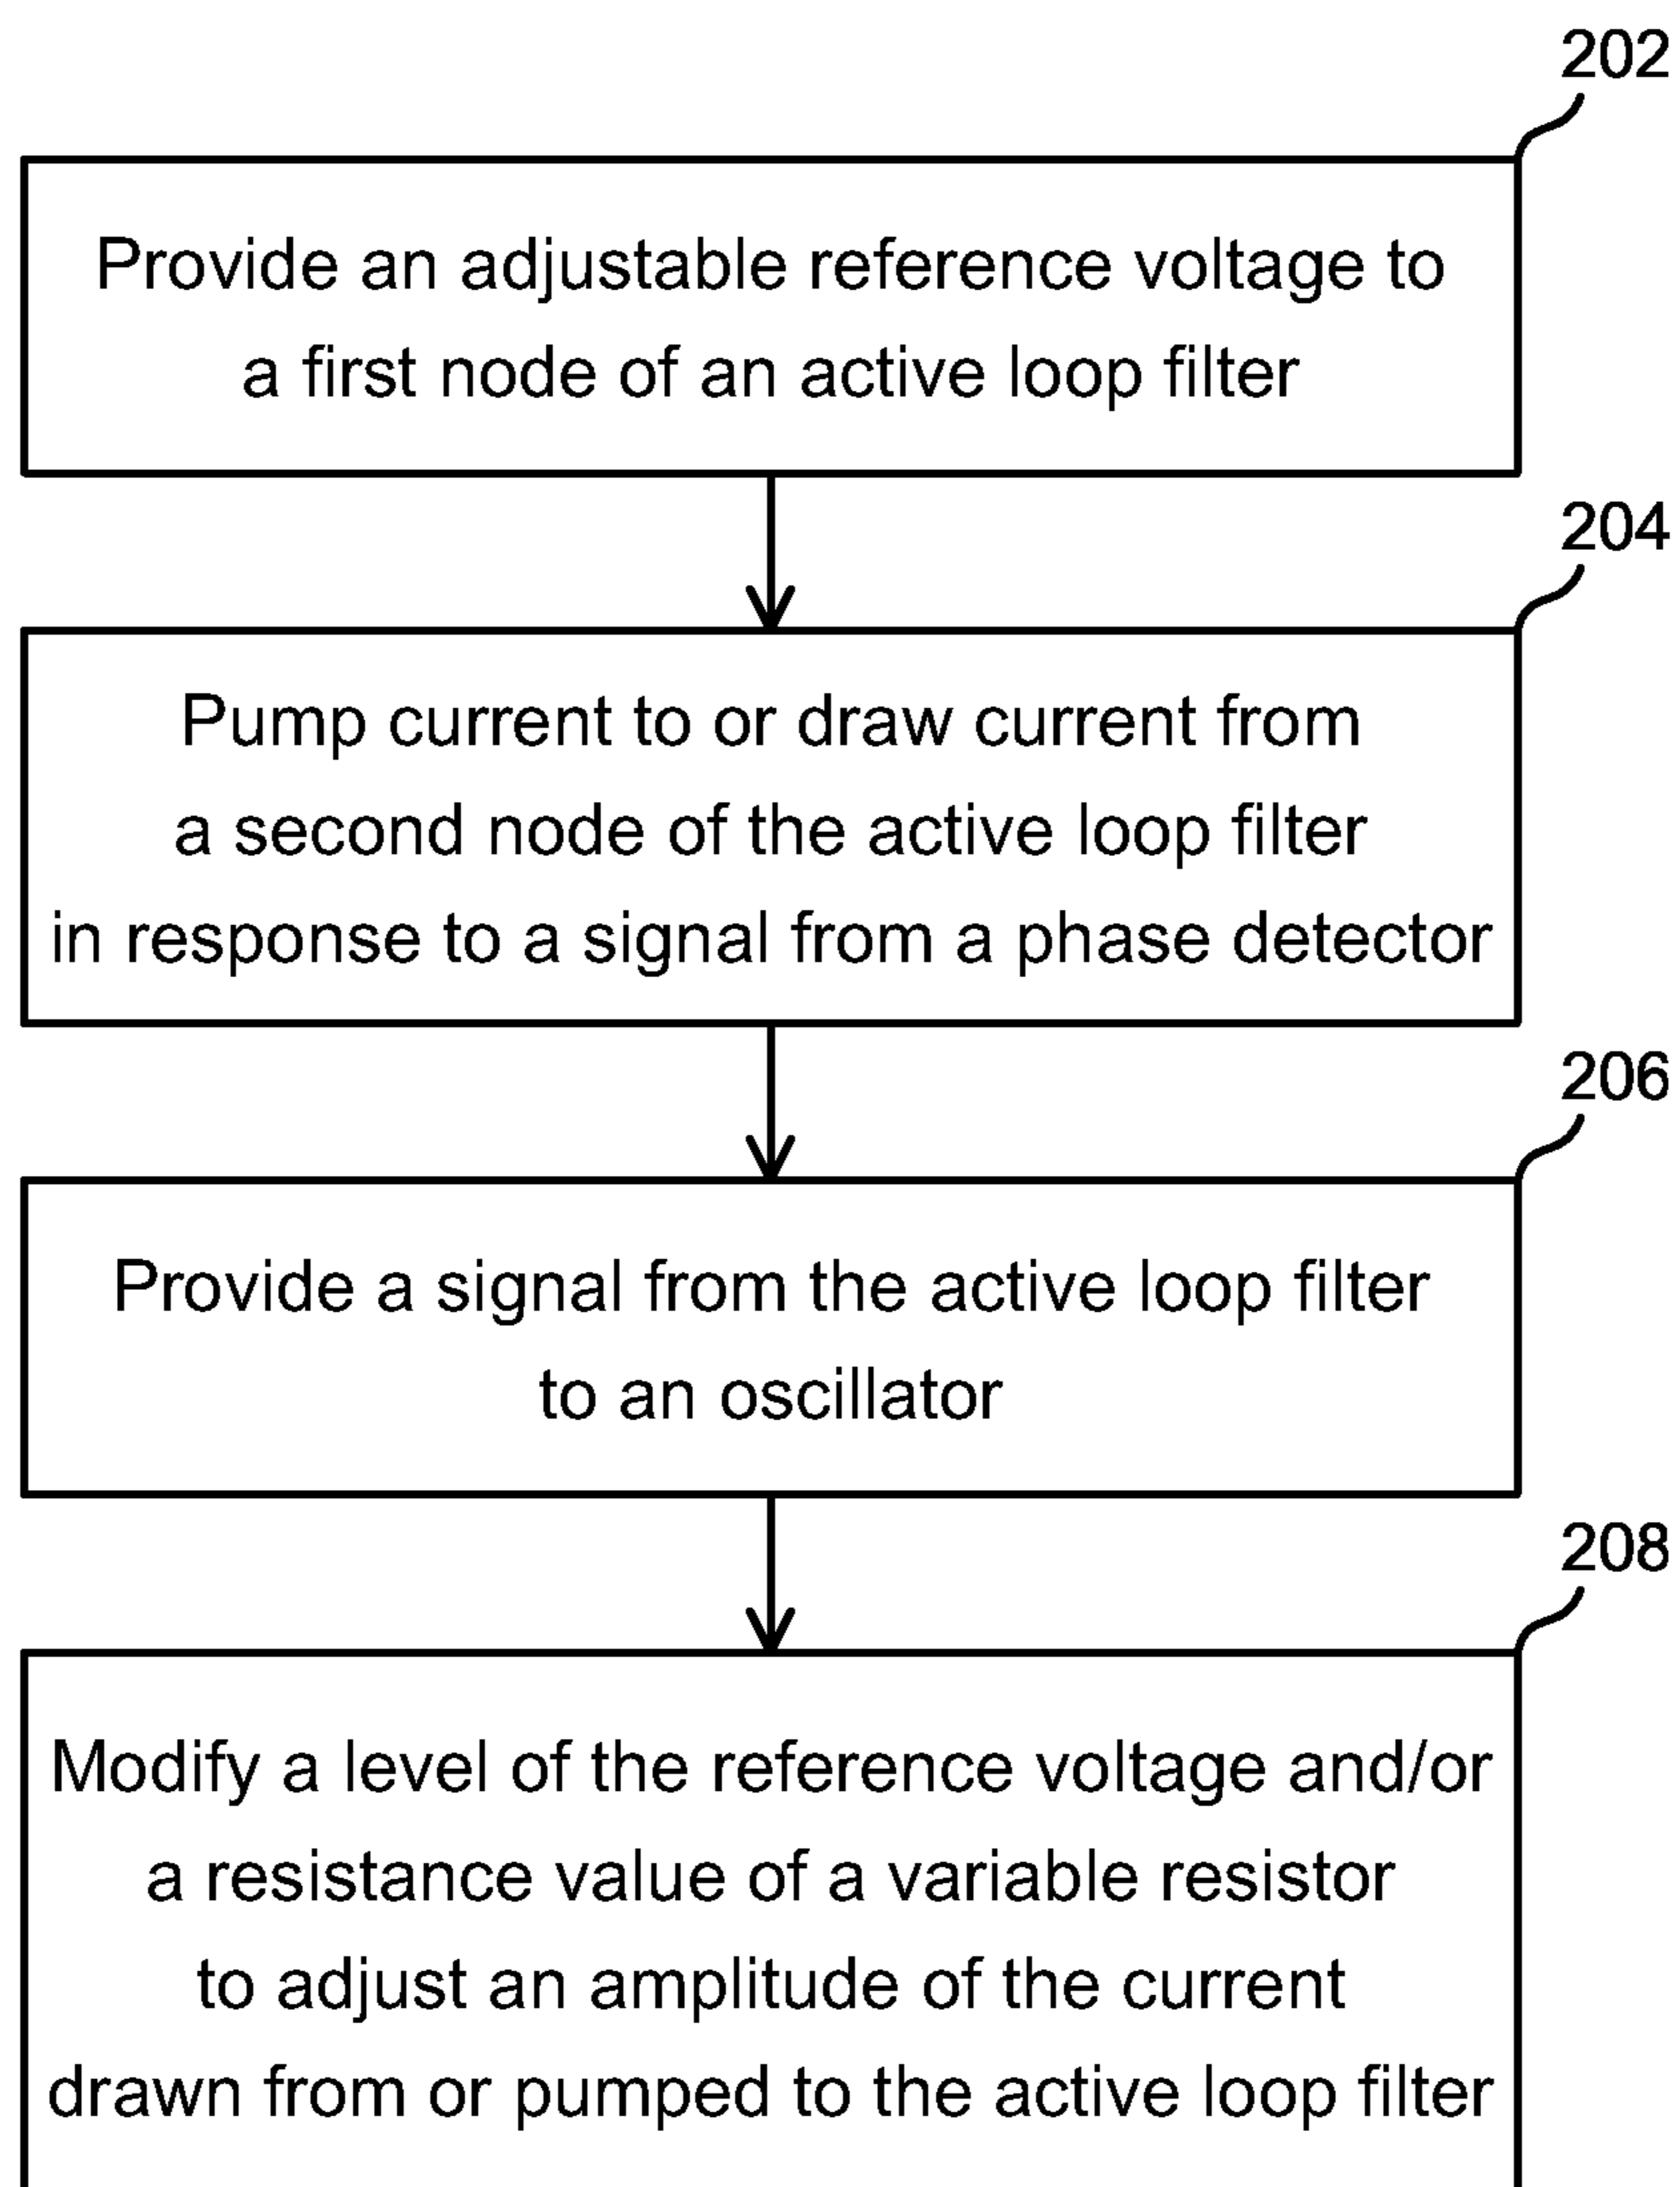 202
Provide an adjustable reference voltage to
a first node of an active loop filter
204
Pump current to or draw current from
a second node of the active loop filter
in response to a signal from a phase detector
206
Provide a signal from the active loop filter
to an oscillator
208
Modify a level of the reference voltage and/or
a resistance value of a variable resistor
to adjust an amplitude of the current
drawn from or pumped to the active loop filter